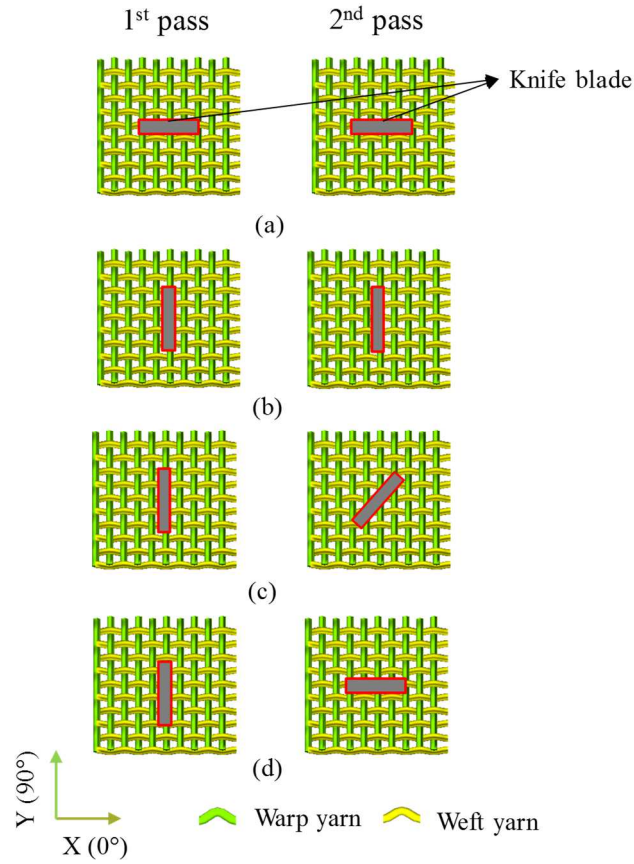 1st pass
2nd pass
Knife blade
(a)
(b)
(c)
(d)
Y (90°)
X (0°)
Warp yarn
Weft yarn